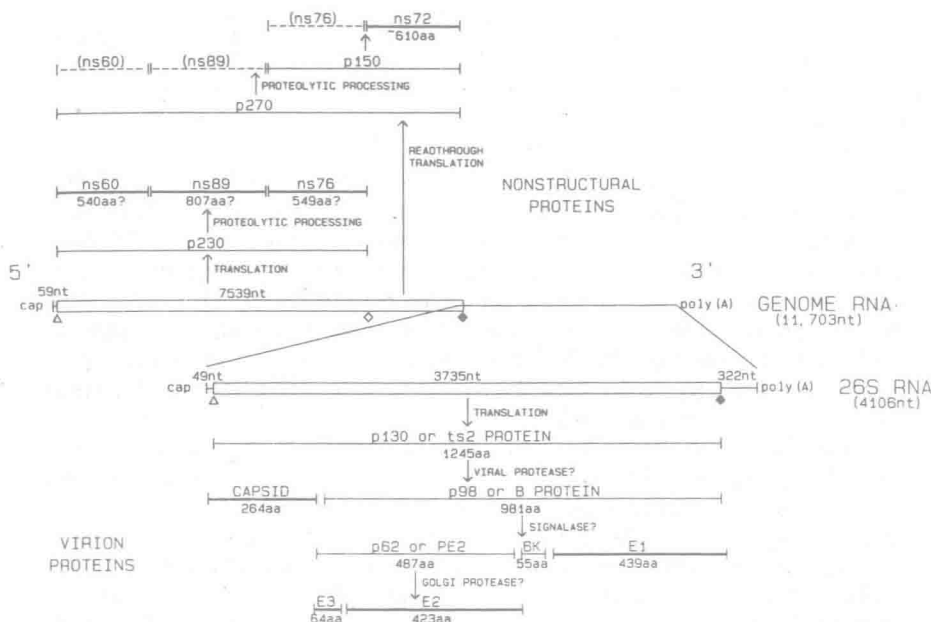 (ns76) ns72
~610aa
(ns60) (ns89) p150
PROTEOLYTIC PROCESSING
p270
READTHROUGH
TRANSLATION
ns60 ns89 ns76
540aa? 807aa? 549aa?
NONSTRUCTURAL
PROTEINS
PROTEOLYTIC PROCESSING
p230
TRANSLATION
5' 3'
59nt 7539nt
cap poly(A) GENOME RNA
(11,703nt)
49nt 3735nt 322nt
cap poly(A) 26S RNA
(4106nt)
TRANSLATION
p130 or ts2 PROTEIN
1245aa
VIRAL PROTEASE?
CAPSID p98 or B PROTEIN
264aa 981aa
SIGNALASE?
VIRION
PROTEINS
p62 or PE2 6K E1
487aa 55aa 439aa
GOLGI PROTEASE?
E3 E2
64aa 423aa